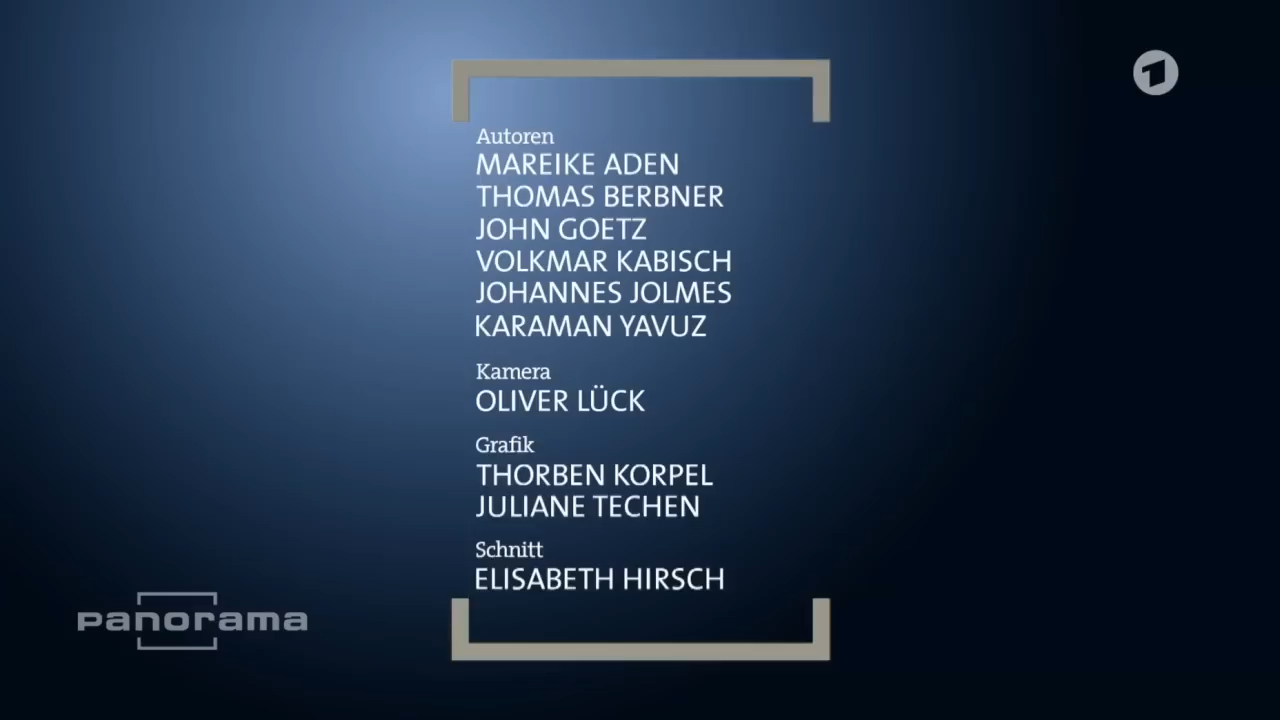 Autoren
MAREIKE ADEN
THOMAS BERBNER
JOHN GOETZ
VOLKMAR KABISCH
JOHANNES JOLMES
KARAMAN YAVUZ
Kamera
OLIVER LÜCK
Grafik
THORBEN KORPEL
JULIANE TECHEN
Schnitt
ELISABETH HIRSCH
panorama
1